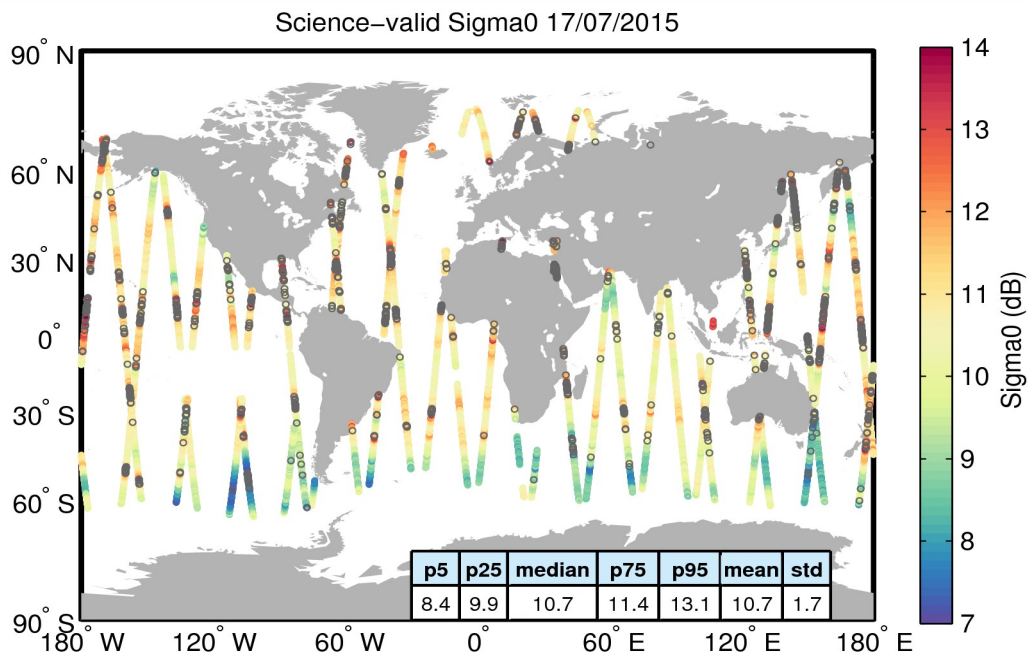 Science−valid Sigma0 17/07/2015
90° N
60° N
30° N
0°
30° S
60° S
90° S
180° W
120° W
60° W
0°
60° E
120° E
180° E
14
13
12
11
10
9
8
7
Sigma0 (dB)
p5 p25 median p75 p95 mean std
8.4 9.9 10.7 11.4 13.1 10.7 1.7